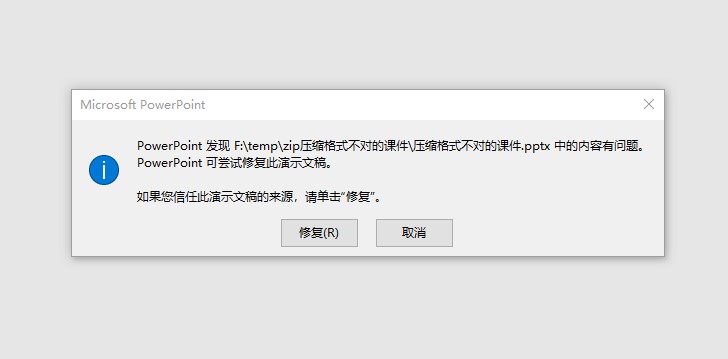 Microsoft PowerPoint
PowerPoint 发现 F:\temp\zip压缩格式不对的课件\压缩格式不对的课件.pptx 中的内容有问题。
PowerPoint 可尝试修复此演示文稿。
如果您信任此演示文稿的来源，请单击“修复”。
修复(R) 取消